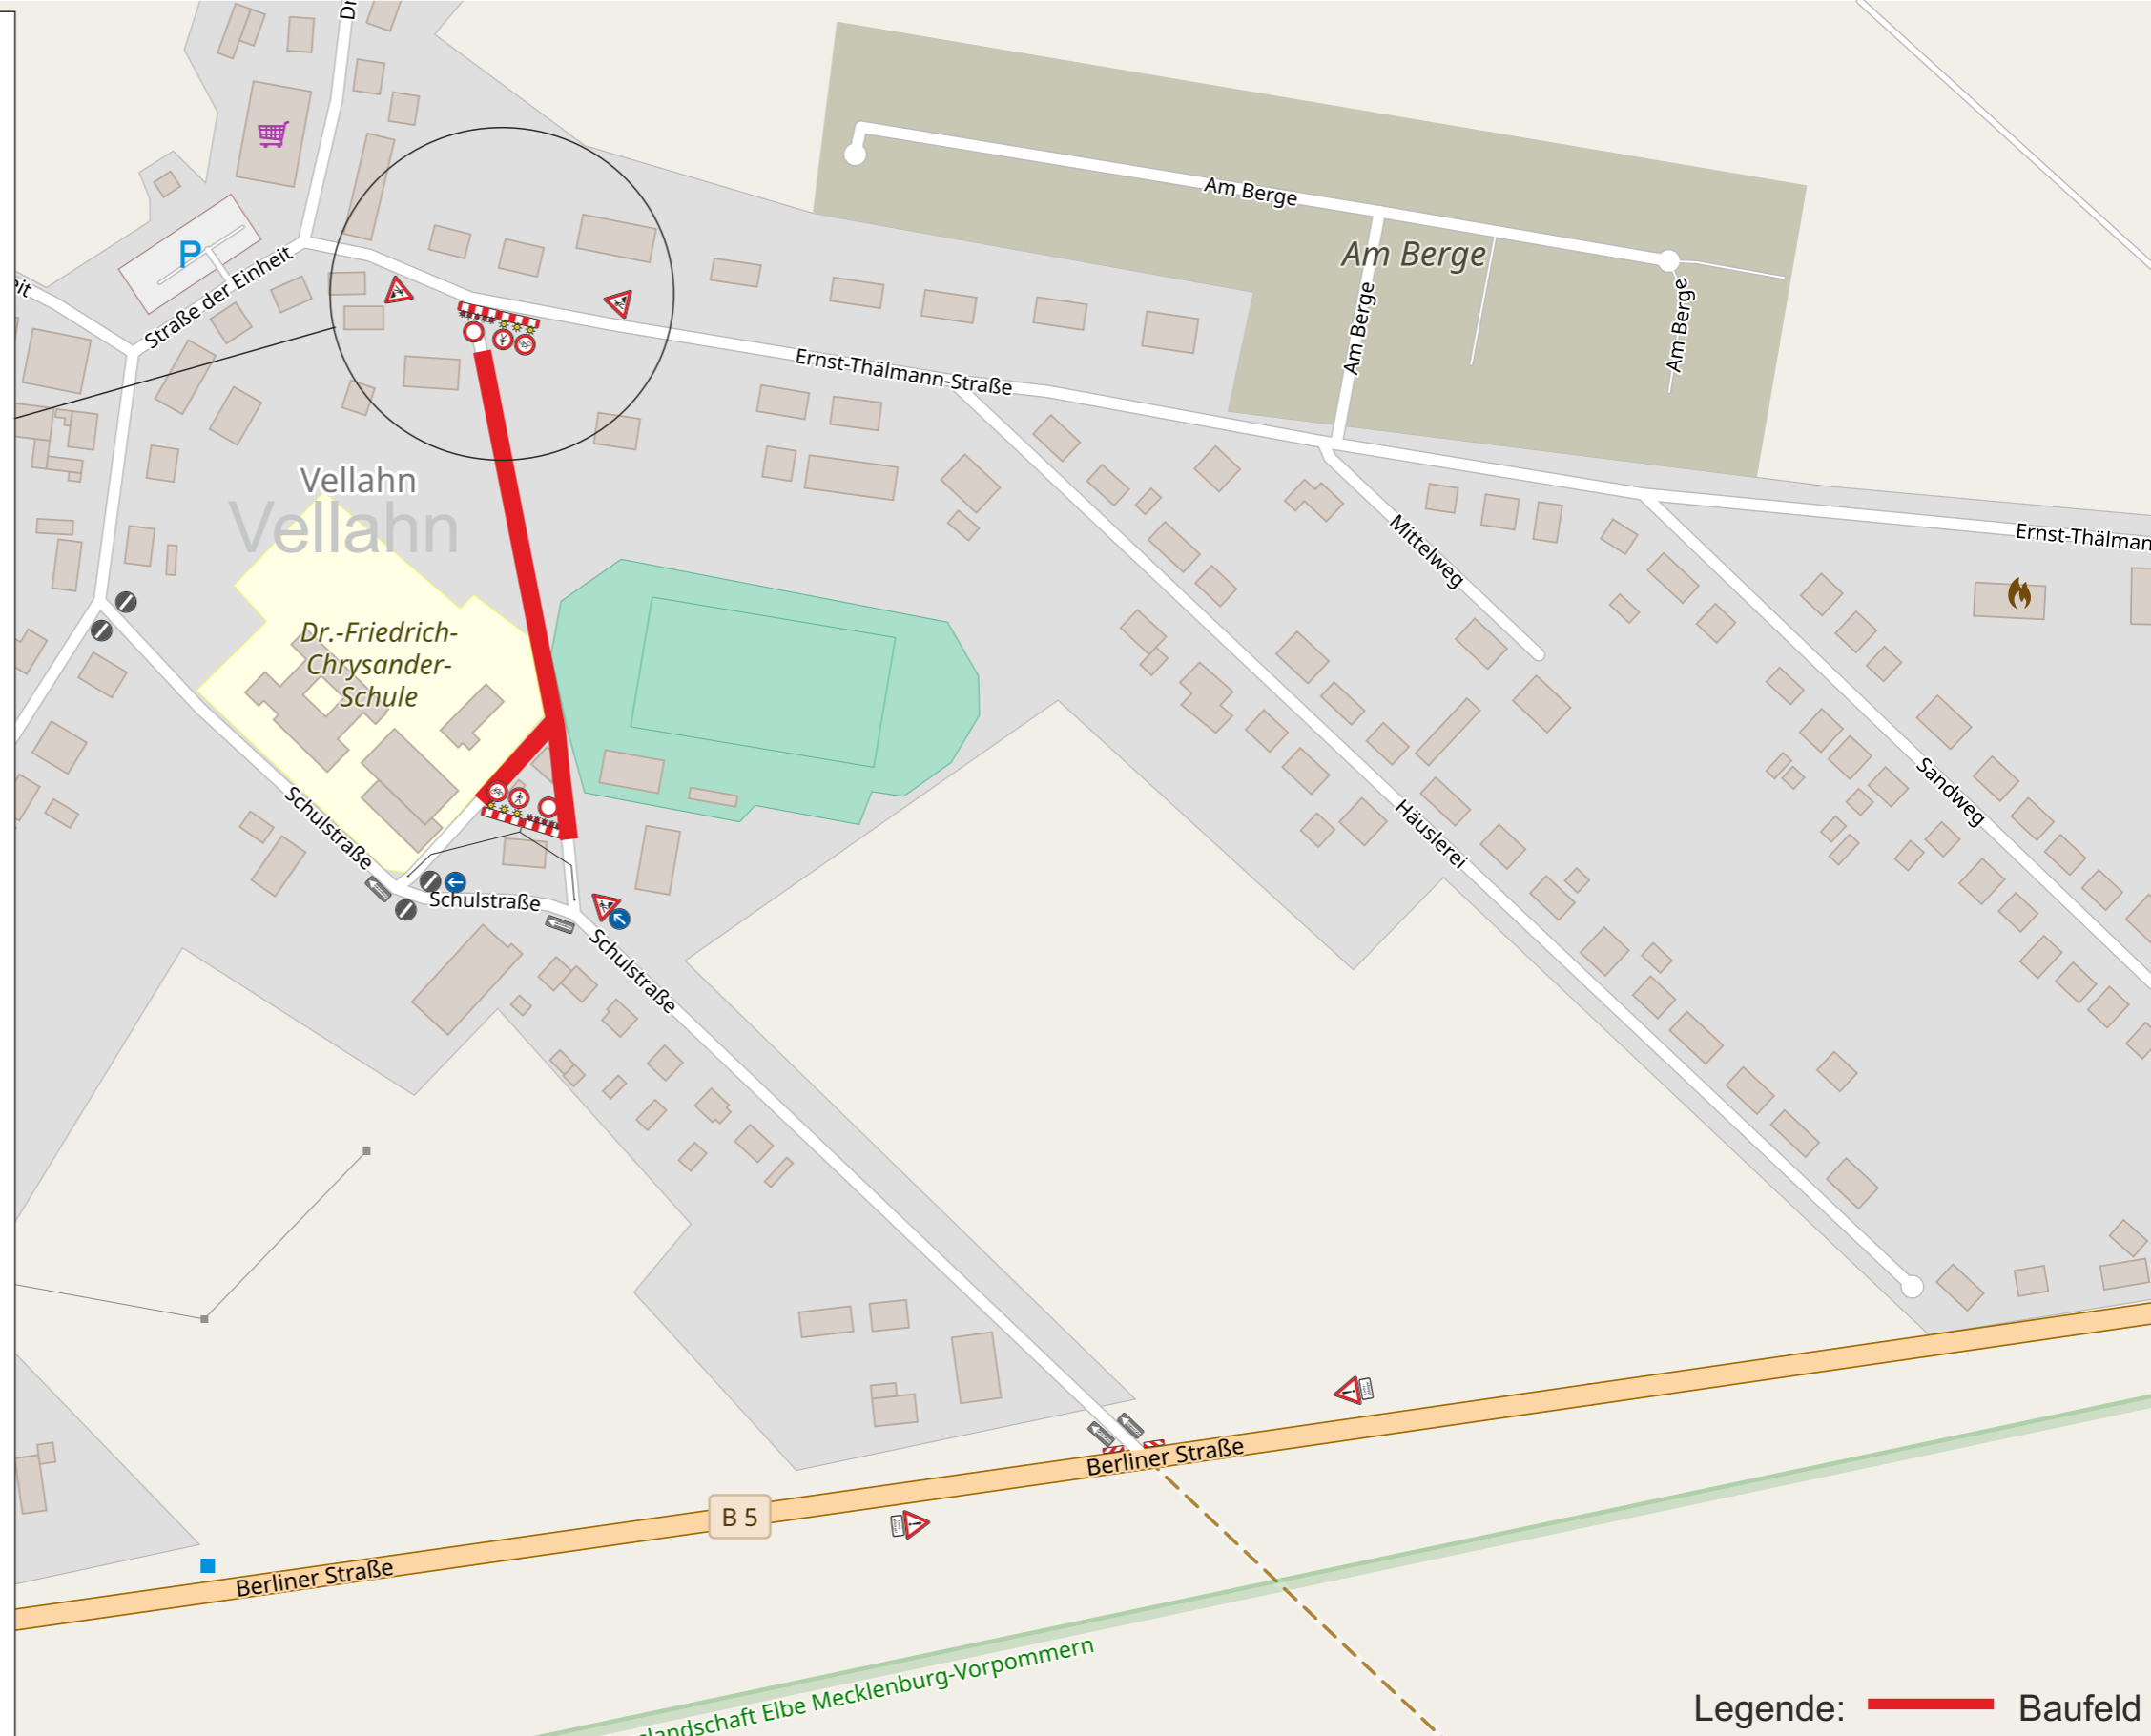 P
Straße der Einheit
Am Berge
Am Berge
Am Berge
Am Berge
Ernst-Thälmann-Straße
Vellahn
Vellahn
Mittelweg
Ernst-Thälman
Dr.-Friedrich-
Chrysander-
Schule
Schulstraße
Schulstraße
Schulstraße
Häuslerei
Sandweg
Berliner Straße
B 5
Berliner Straße
landschaft Elbe Mecklenburg-Vorpommern
Legende: Baufeld